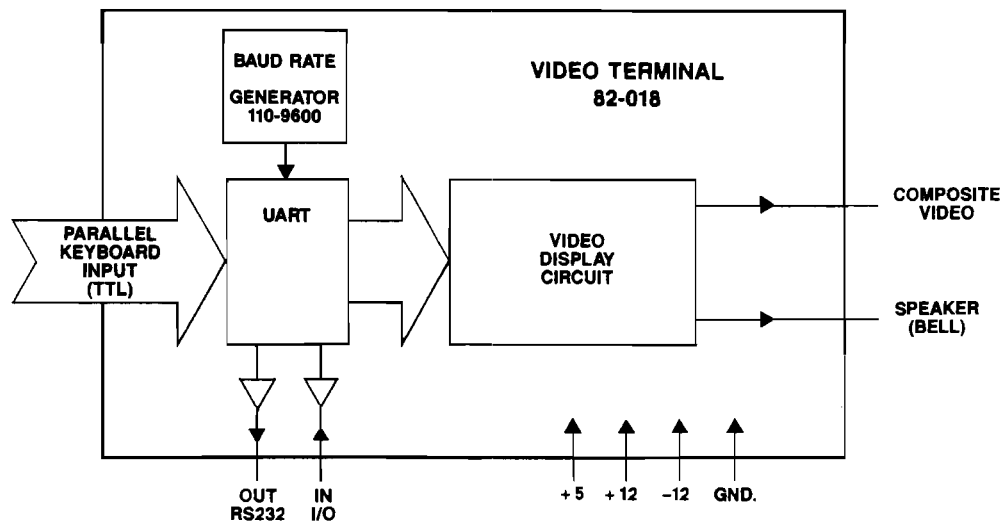 BAUD RATE
GENERATOR
110-9600
VIDEO TERMINAL
82-018
UART
PARALLEL
KEYBOARD
INPUT
(TTL)
VIDEO
DISPLAY
CIRCUIT
COMPOSITE
VIDEO
SPEAKER
(BELL)
OUT
RS232
IN
I/O
+5
+12
-12
GND.